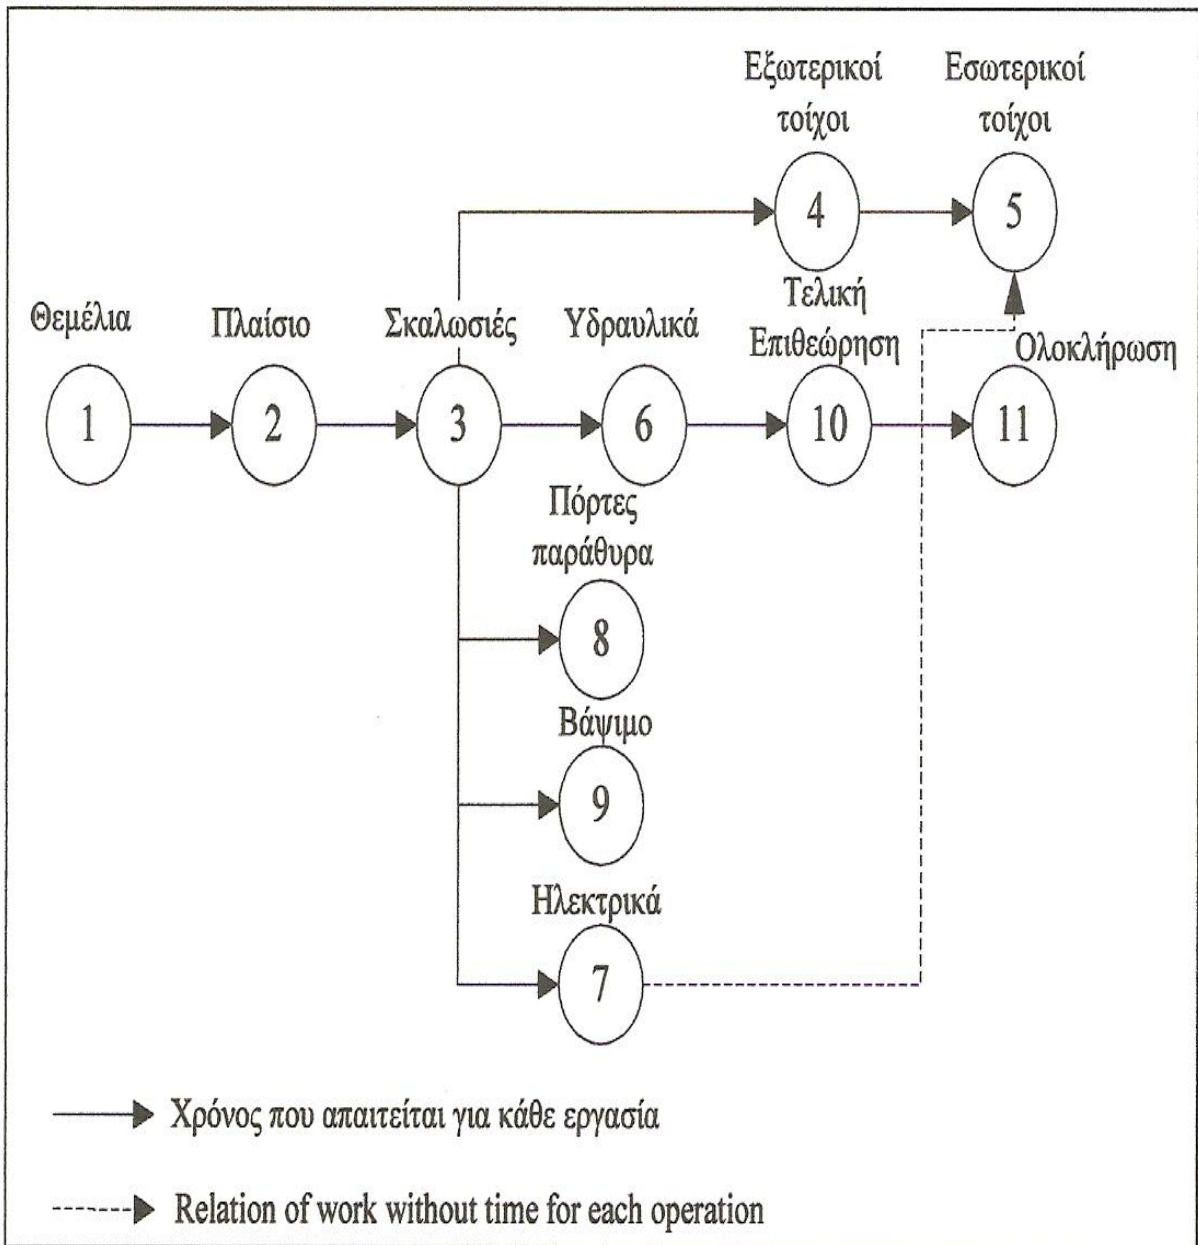 Εξωτερικοί
τοίχοι
Εσωτερικοί
τοίχοι
4
5
Θεμέλια
Πλαίσιο
Σκαλωσιές
Υδραυλικά
Τελική
Επιθεώρηση
Ολοκλήρωση
1
2
3
6
10
11
Πόρτες
παράθυρα
8
Βάψιμο
9
Ηλεκτρικά
7
Χρόνος που απαιτείται για κάθε εργασία
Relation of work without time for each operation